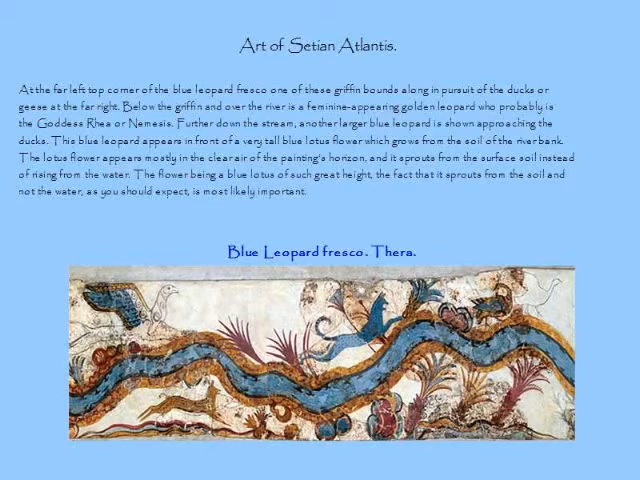 Art of Setian Atlantis.
At the far left top corner of the blue leopard fresco one of these griffin bounds along in pursuit of the ducks or
geese at the far right. Below the griffin and over the river is a feminine-appearing golden leopard who probably is
the Goddess Rhea or Nemesis. Further down the stream, another larger blue leopard is shown approaching the
ducks. This blue leopard appears in front of a very tall blue lotus flower which grows from the soil of the river bank.
The lotus flower appears mostly in the clear air of the painting's horizon, and it sprouts from the surface soil instead
of rising from the water. The flower being a blue lotus of such great height, the fact that it sprouts from the soil and
not the water, as you should expect, is most likely important.
Blue Leopard fresco. Thera.